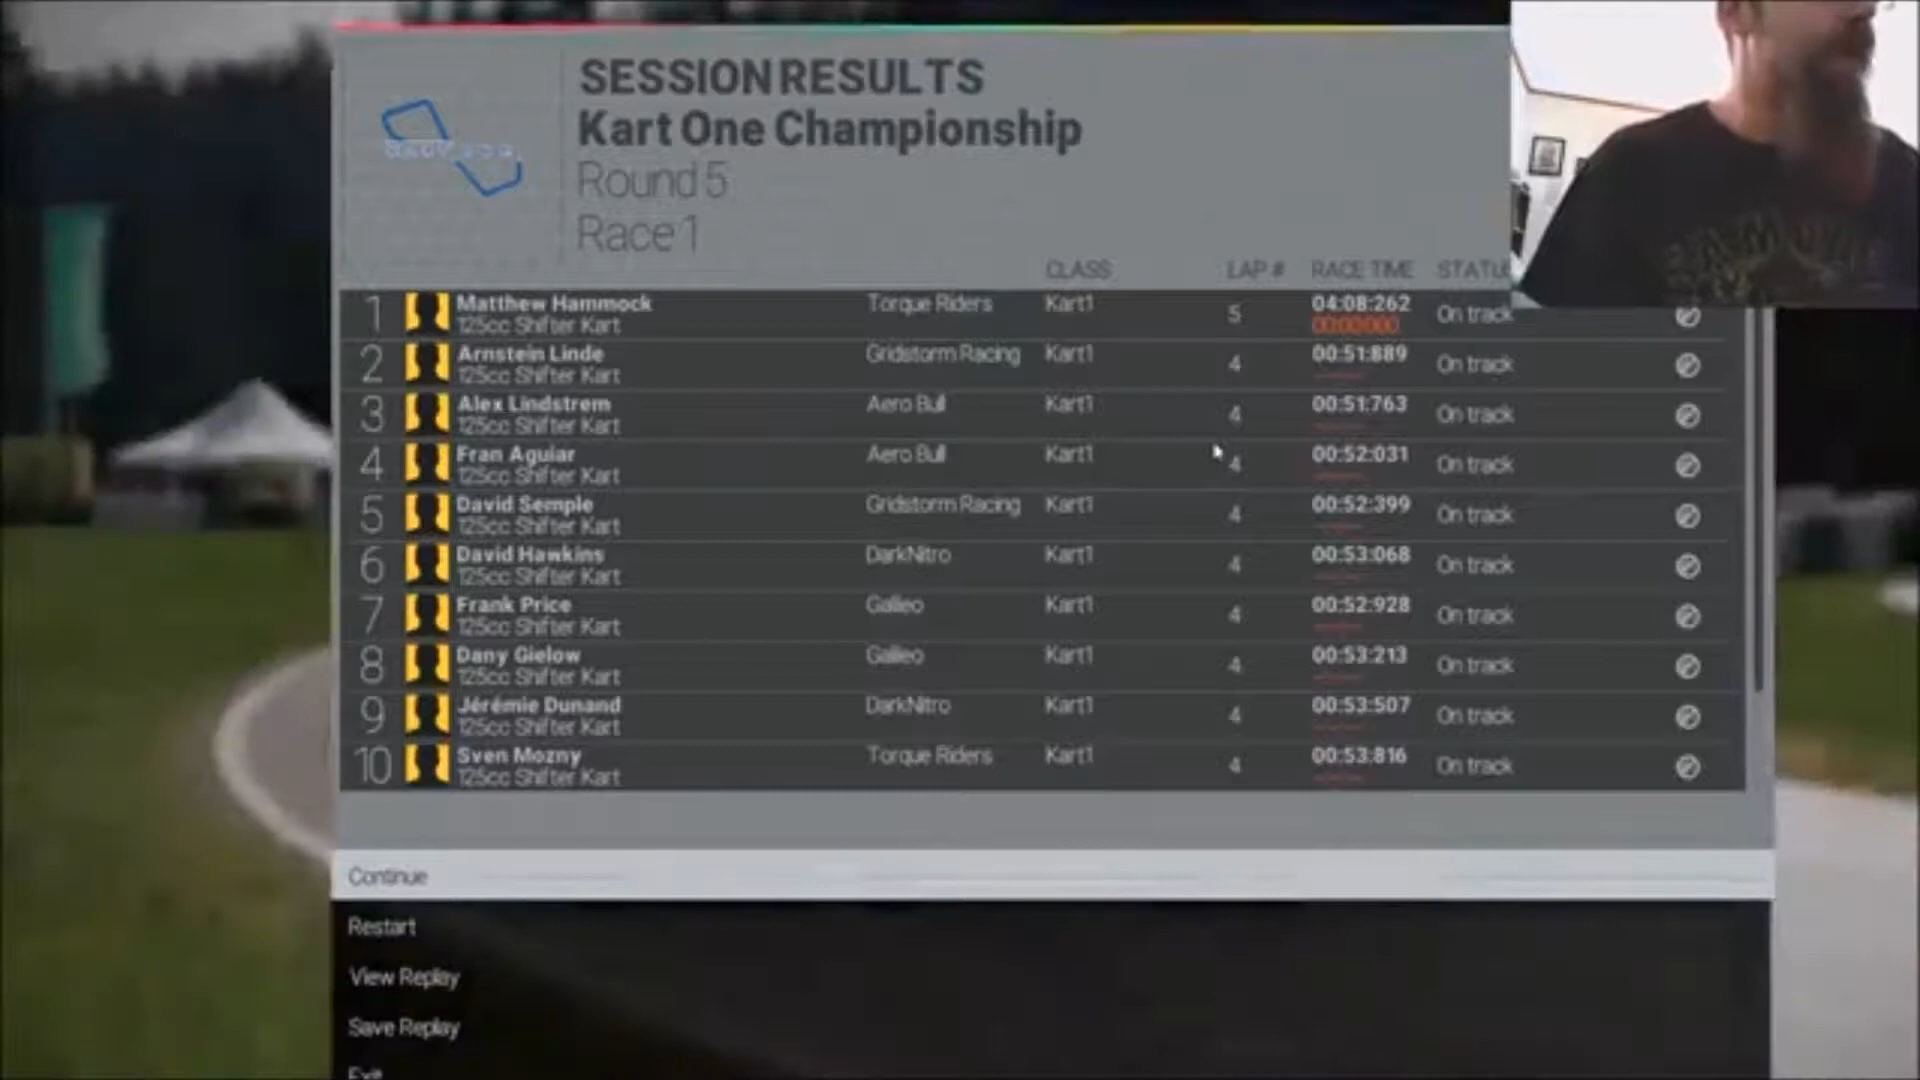 SESSION RESULTS
Kart One Championship
Round 5
Race 1
CLASS LAP # RACE TIME
1 Matthew Hammock Torque Riders Kart1 5 04:08:262 On track
125cc Shifter Kart 00:00:000
2 Arnstein Linde Gridstorm Racing Kart1 4 00:51:889 On track
125cc Shifter Kart
3 Alex Lindstrem Aero Bull Kart1 4 00:51:763 On track
125cc Shifter Kart
4 Fran Aguiar Aero Bull Kart1 4 00:52:031 On track
125cc Shifter Kart
5 David Semple Gridstorm Racing Kart1 4 00:52:399 On track
125cc Shifter Kart
6 David Hawkins DarkNitro Kart1 4 00:53:068 On track
125cc Shifter Kart
7 Frank Price Galileo Kart1 4 00:52:928 On track
125cc Shifter Kart
8 Dany Gielow Galileo Kart1 4 00:53:213 On track
125cc Shifter Kart
9 Jérémie Dunand DarkNitro Kart1 4 00:53:507 On track
125cc Shifter Kart
10 Sven Mozny Torque Riders Kart1 4 00:53:816 On track
125cc Shifter Kart
Continue
Restart
View Replay
Save Replay
Exit